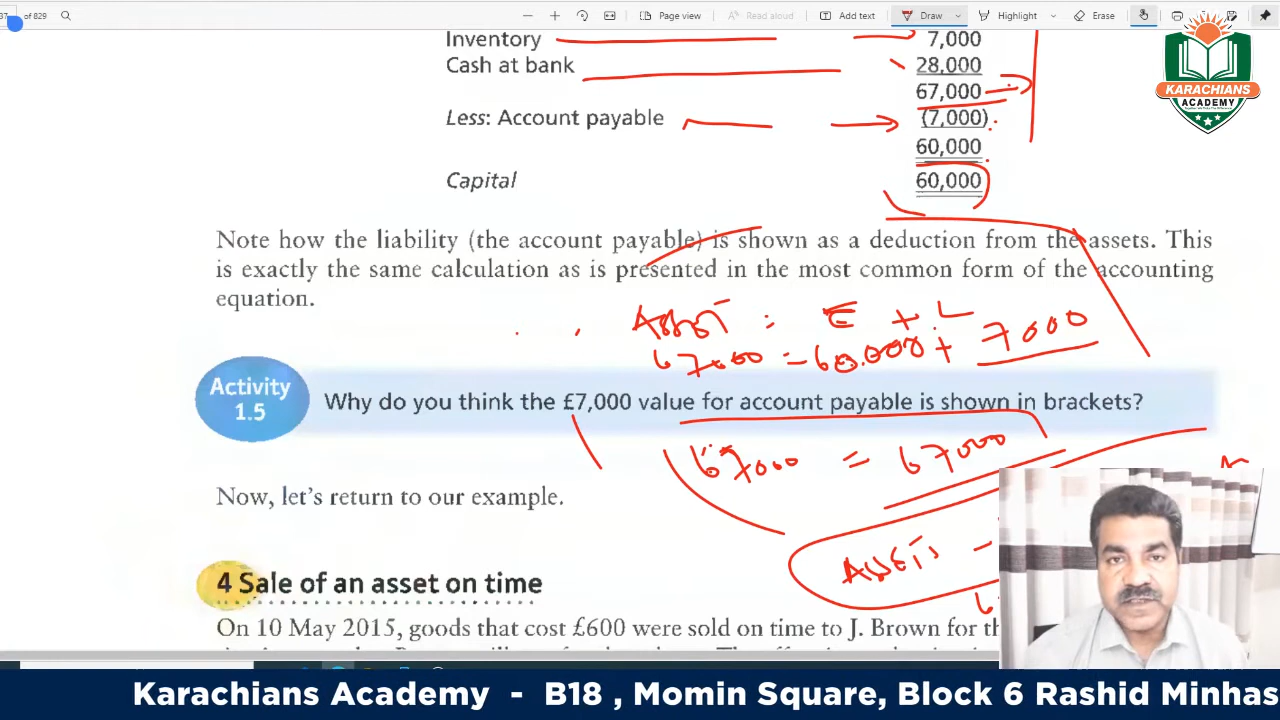 37 of 829 Page view Read aloud Add text Draw Highlight Erase
Inventory 7,000
Cash at bank 28,000
67,000
Less: Account payable (7,000)
60,000
Capital 60,000
KARACHIANS
ACADEMY
Note how the liability (the account payable) is shown as a deduction from the assets. This
is exactly the same calculation as is presented in the most common form of the accounting
equation.
Asset = E + L
67000 = 60.000 + 7000
Activity
1.5
Why do you think the £7,000 value for account payable is shown in brackets?
67000 = 67000
Now, let's return to our example.
ASSETS -
4 Sale of an asset on time
On 10 May 2015, goods that cost £600 were sold on time to J. Brown for th
Karachians Academy - B18 , Momin Square, Block 6 Rashid Minhas